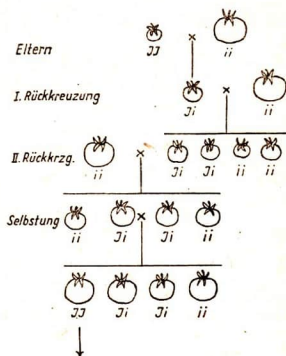 Eltern
JJ
ii
I. Rückkreuzung
Ji
ii
II. Rückkrzg.
ii
Ji Ji ii ii
Selbstung
ii Ji Ji ii
JJ Ji Ji ii